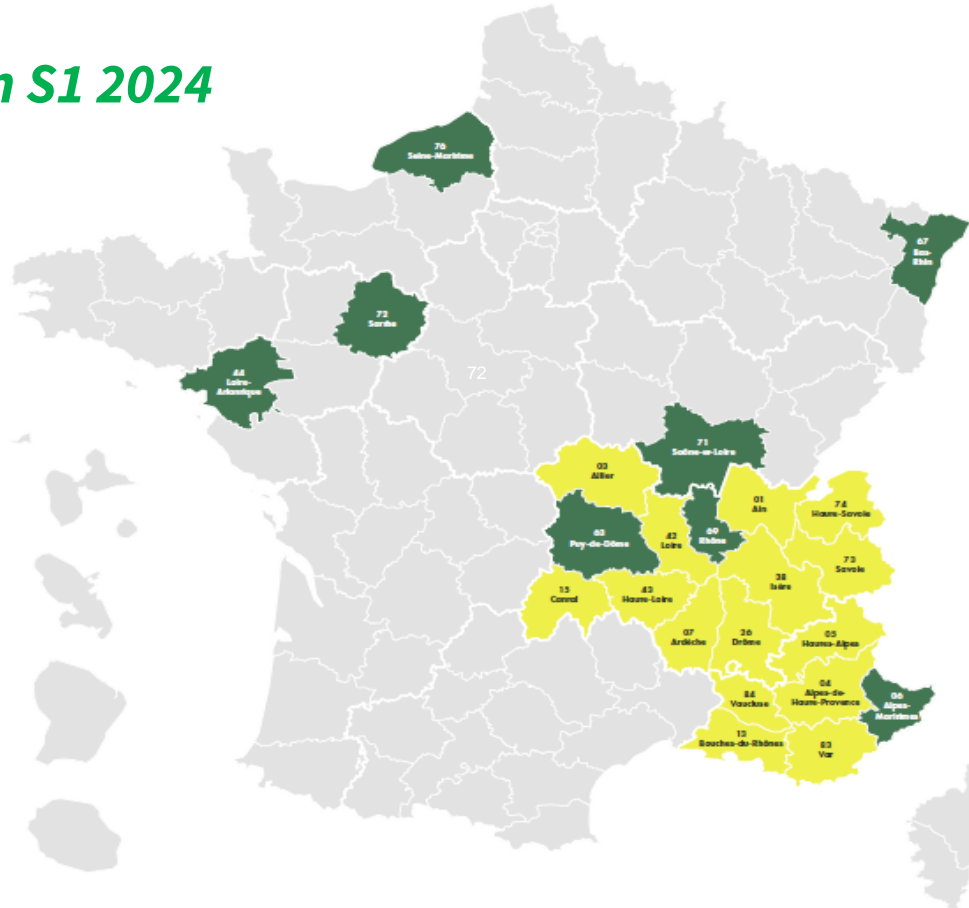 n S1 2024
76
Seine-Maritime
67
Bas-
Rhin
72
Sarthe
44
Loire-
Atlantique
72
71
Saône-et-Loire
03
Allier
01
Ain
74
Haute-Savoie
63
Puy-de-Dôme
42
Loire
69
Rhône
73
Savoie
38
Isère
15
Cantal
43
Haute-Loire
07
Ardèche
26
Drôme
05
Hautes-Alpes
04
Alpes-de-
Haute-Provence
84
Vaucluse
06
Alpes-
Maritimes
13
Bouches-du-Rhônes
83
Var